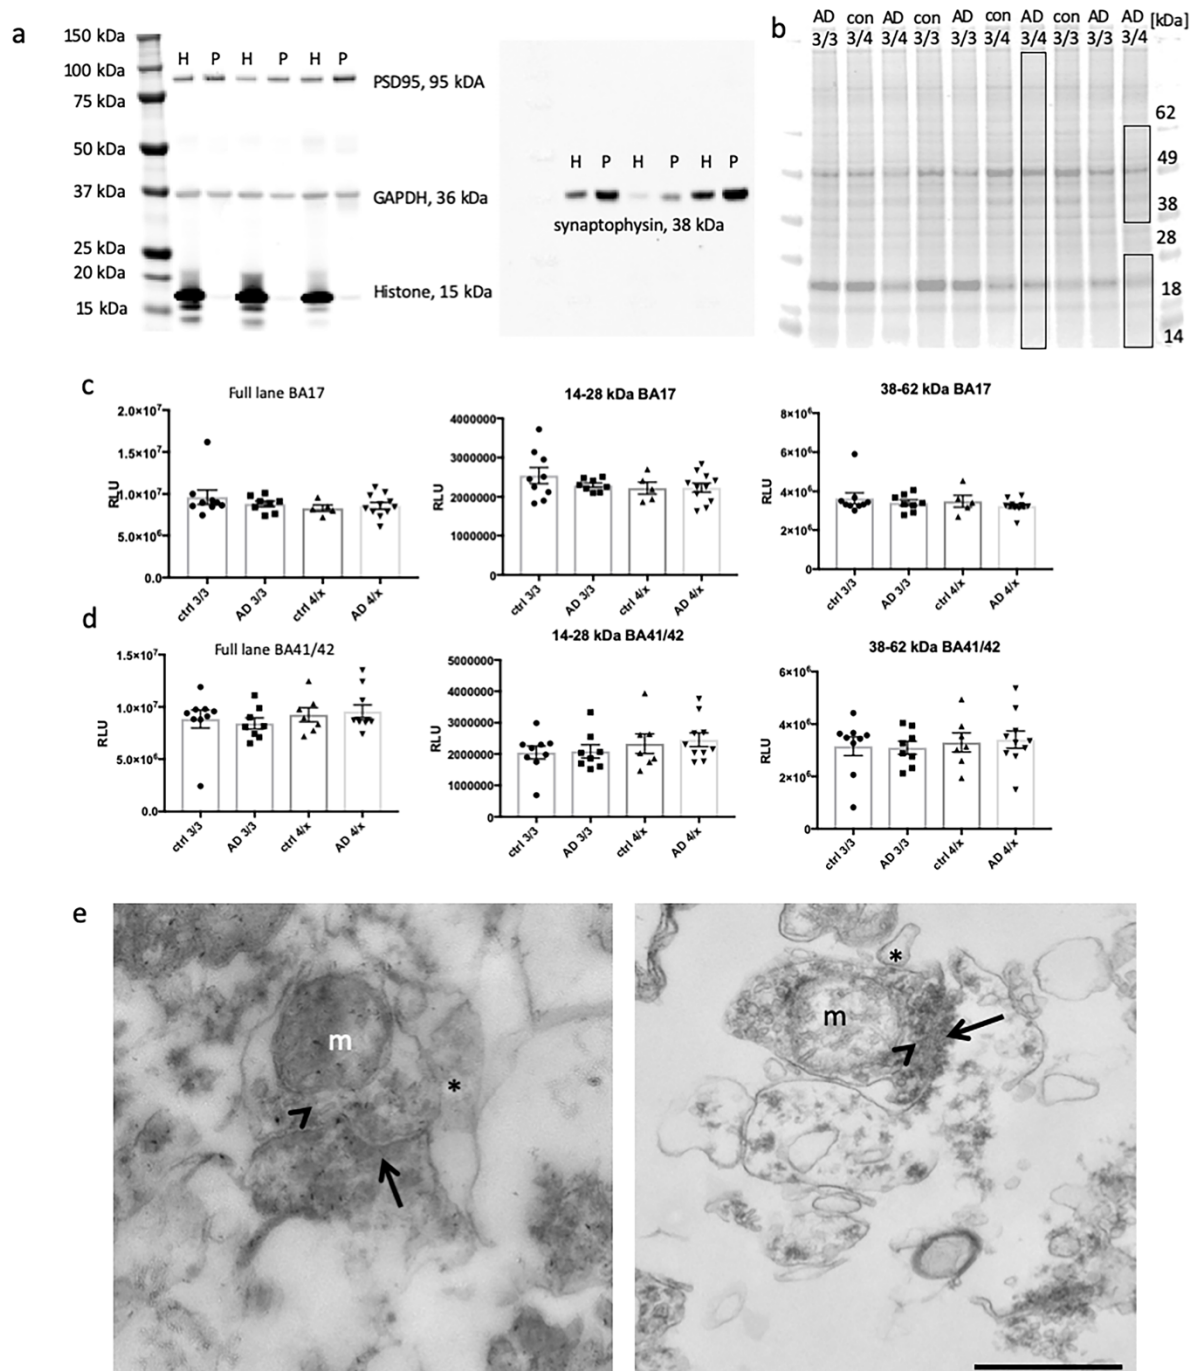 a
150 kDa
100 kDa
75 kDa
50 kDa
37 kDa
25 kDa
20 kDa
15 kDa
H P H P H P
PSD95, 95 kDA
GAPDH, 36 kDa
Histone, 15 kDa
H P H P H P
synaptophysin, 38 kDa
b
AD con AD con AD con AD con AD AD [kDa]
3/3 3/4 3/4 3/3 3/3 3/4 3/4 3/3 3/3 3/4
62
49
38
28
18
14
c
Full lane BA17
RLU
2.0×10⁷
1.5×10⁷
1.0×10⁷
5.0×10⁶
0.0
ctrl 3/3 AD 3/3 ctrl 4/x AD 4/x
14-28 kDa BA17
RLU
4000000
3000000
2000000
1000000
0
ctrl 3/3 AD 3/3 ctrl 4/x AD 4/x
38-62 kDa BA17
RLU
8×10⁶
6×10⁶
4×10⁶
2×10⁶
0
ctrl 3/3 AD 3/3 ctrl 4/x AD 4/x
d
Full lane BA41/42
RLU
1.5×10⁷
1.0×10⁷
5.0×10⁶
0.0
ctrl 3/3 AD 3/3 ctrl 4/x AD 4/x
14-28 kDa BA41/42
RLU
5000000
4000000
3000000
2000000
1000000
0
ctrl 3/3 AD 3/3 ctrl 4/x AD 4/x
38-62 kDa BA41/42
RLU
6×10⁶
4×10⁶
2×10⁶
0
ctrl 3/3 AD 3/3 ctrl 4/x AD 4/x
e
m
*
*
m